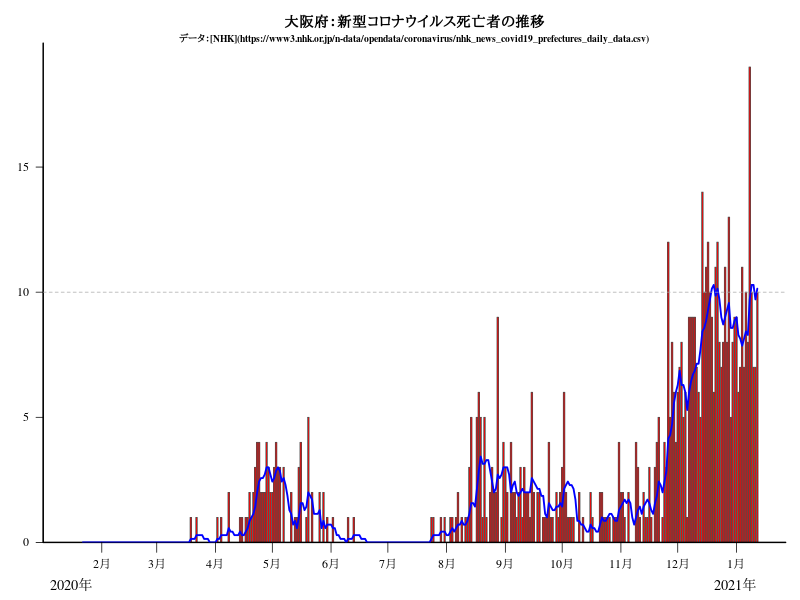 大阪府：新型コロナウイルス死亡者の推移
データ：[NHK](https://www3.nhk.or.jp/n-data/opendata/coronavirus/nhk_news_covid19_prefectures_daily_data.csv)
15
10
5
0
2月 3月 4月 5月 6月 7月 8月 9月 10月 11月 12月 1月
2020年 2021年